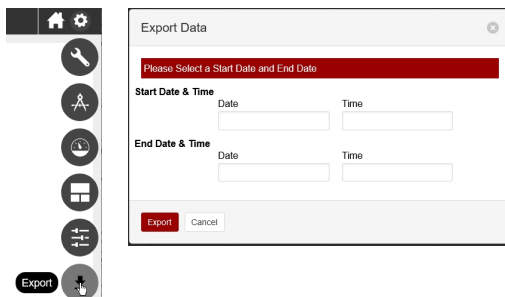 Export Data
Please Select a Start Date and End Date
Start Date & Time
Date Time
End Date & Time
Date Time
Export Cancel
Export